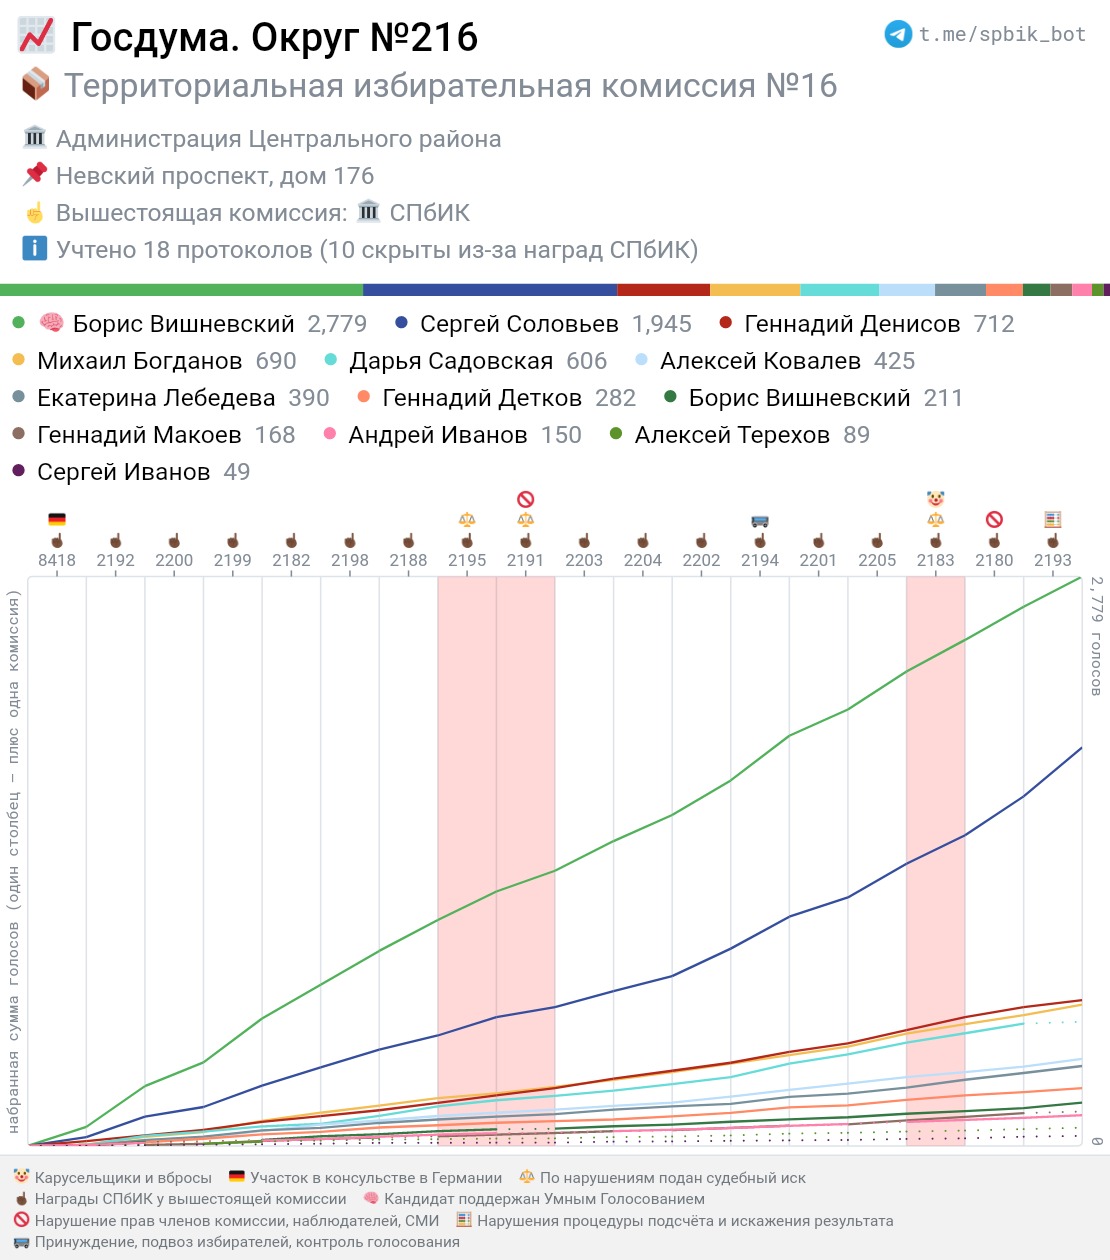 Госдума. Округ №216
t.me/spbik_bot
Территориальная избирательная комиссия №16
Администрация Центрального района
Невский проспект, дом 176
Вышестоящая комиссия: СПбИК
Учтено 18 протоколов (10 скрыты из-за наград СПбИК)
Борис Вишневский 2,779 Сергей Соловьев 1,945 Геннадий Денисов 712
Михаил Богданов 690 Дарья Садовская 606 Алексей Ковалев 425
Екатерина Лебедева 390 Геннадий Детков 282 Борис Вишневский 211
Геннадий Макоев 168 Андрей Иванов 150 Алексей Терехов 89
Сергей Иванов 49
8418 2192 2200 2199 2182 2198 2188 2195 2191 2203 2204 2202 2194 2201 2205 2183 2180 2193
набранная сумма голосов (один столбец — плюс одна комиссия)
2,779 голосов
0
Карусельщики и вбросы Участок в консульстве в Германии По нарушениям подан судебный иск
Награды СПбИК у вышестоящей комиссии Кандидат поддержан Умным Голосованием
Нарушение прав членов комиссии, наблюдателей, СМИ Нарушения процедуры подсчёта и искажения результата
Принуждение, подвоз избирателей, контроль голосования